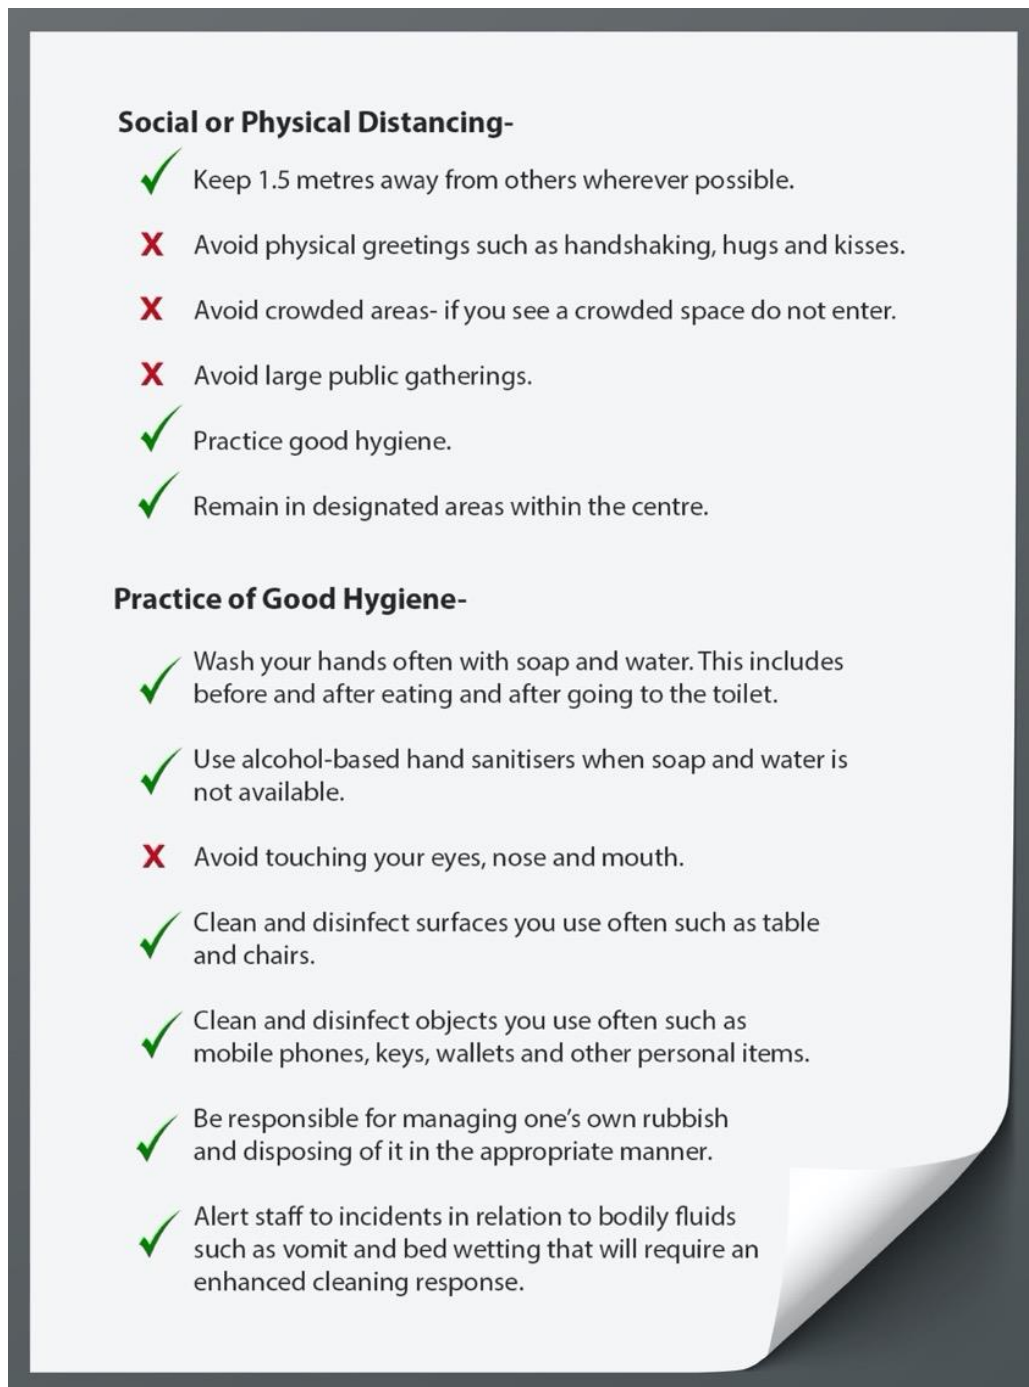 Social or Physical Distancing-
Keep 1.5 metres away from others wherever possible.
X Avoid physical greetings such as handshaking, hugs and kisses.
X Avoid crowded areas- if you see a crowded space do not enter.
X Avoid large public gatherings.
Practice good hygiene.
Remain in designated areas within the centre.
Practice of Good Hygiene-
Wash your hands often with soap and water. This includes
before and after eating and after going to the toilet.
Use alcohol-based hand sanitisers when soap and water is
not available.
X Avoid touching your eyes, nose and mouth.
Clean and disinfect surfaces you use often such as table
and chairs.
Clean and disinfect objects you use often such as
mobile phones, keys, wallets and other personal items.
Be responsible for managing one's own rubbish
and disposing of it in the appropriate manner.
Alert staff to incidents in relation to bodily fluids
such as vomit and bed wetting that will require an
enhanced cleaning response.